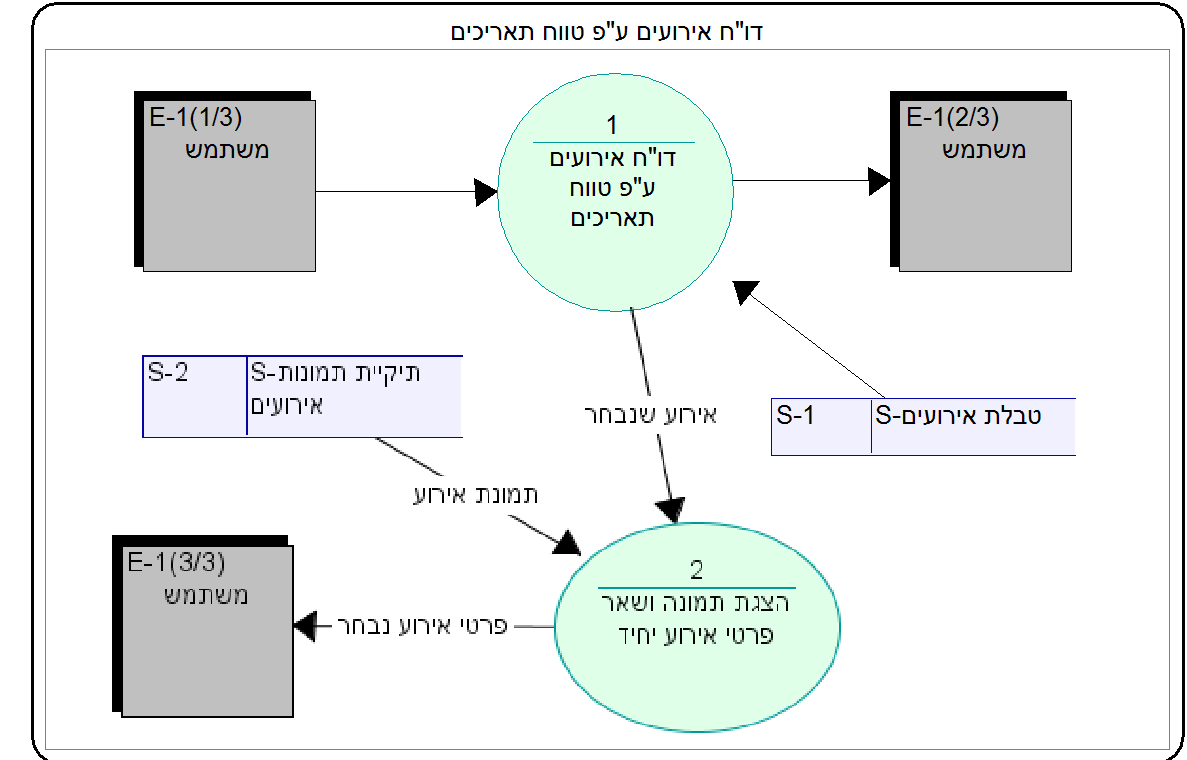 דו"ח אירועים ע"פ טווח תאריכים
E-1(1/3)
משתמש
1
דו"ח אירועים
ע"פ טווח
תאריכים
E-1(2/3)
משתמש
S-2
S-תיקיית תמונות
אירועים
אירוע שנבחר
S-1
S-טבלת אירועים
תמונת אירוע
E-1(3/3)
משתמש
פרטי אירוע נבחר
2
הצגת תמונה ושאר
פרטי אירוע יחיד